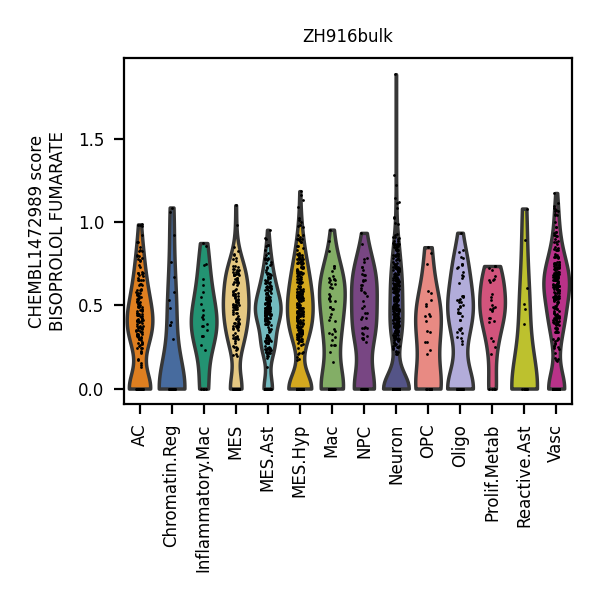 ZH916bulk
CHEMBL1472989 score
BISOPROLOL FUMARATE
1.5
1.0
0.5
0.0
AC
Chromatin.Reg
Inflammatory.Mac
MES
MES.Ast
MES.Hyp
Mac
NPC
Neuron
OPC
Oligo
Prolif.Metab
Reactive.Ast
Vasc